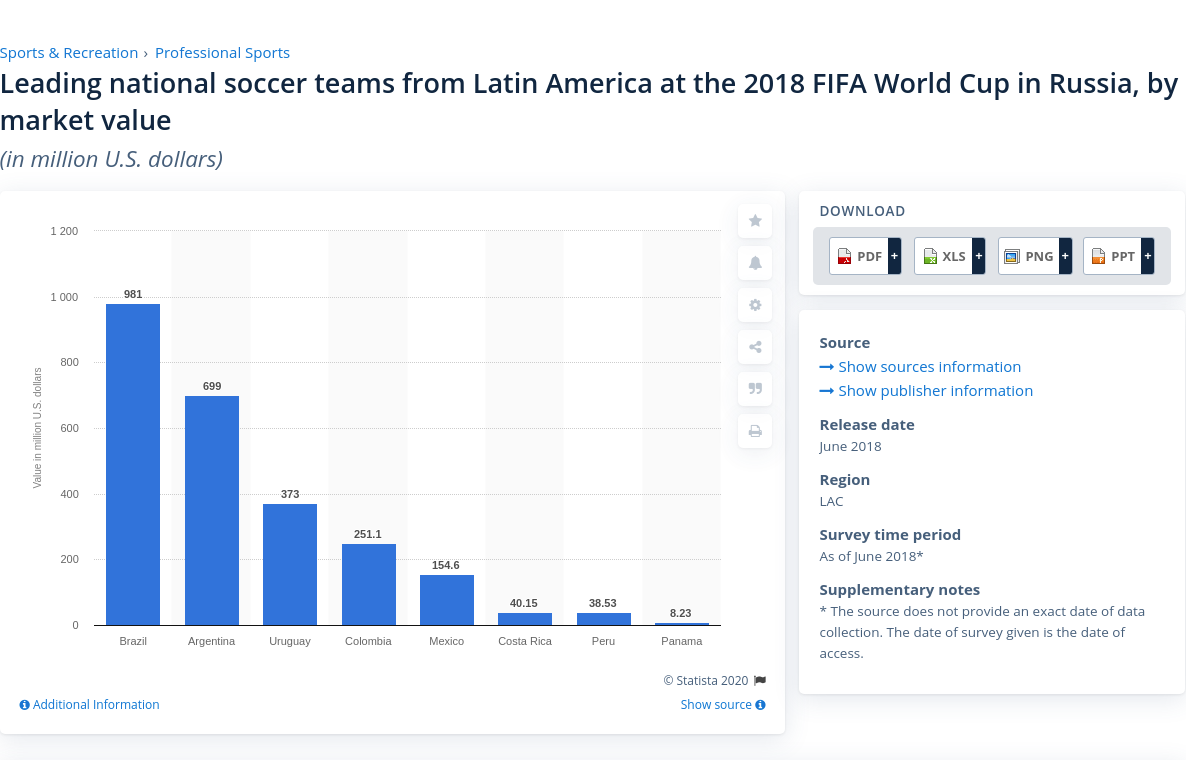 Sports & Recreation › Professional Sports
Leading national soccer teams from Latin America at the 2018 FIFA World Cup in Russia, by
market value
(in million U.S. dollars)
1 200
1 000
800
600
400
200
0
Value in million U.S. dollars
981
699
373
251.1
154.6
40.15
38.53
8.23
Brazil Argentina Uruguay Colombia Mexico Costa Rica Peru Panama
© Statista 2020
Additional Information Show source
DOWNLOAD
PDF + XLS + PNG + PPT +
Source
Show sources information
Show publisher information
Release date
June 2018
Region
LAC
Survey time period
As of June 2018*
Supplementary notes
* The source does not provide an exact date of data
collection. The date of survey given is the date of
access.